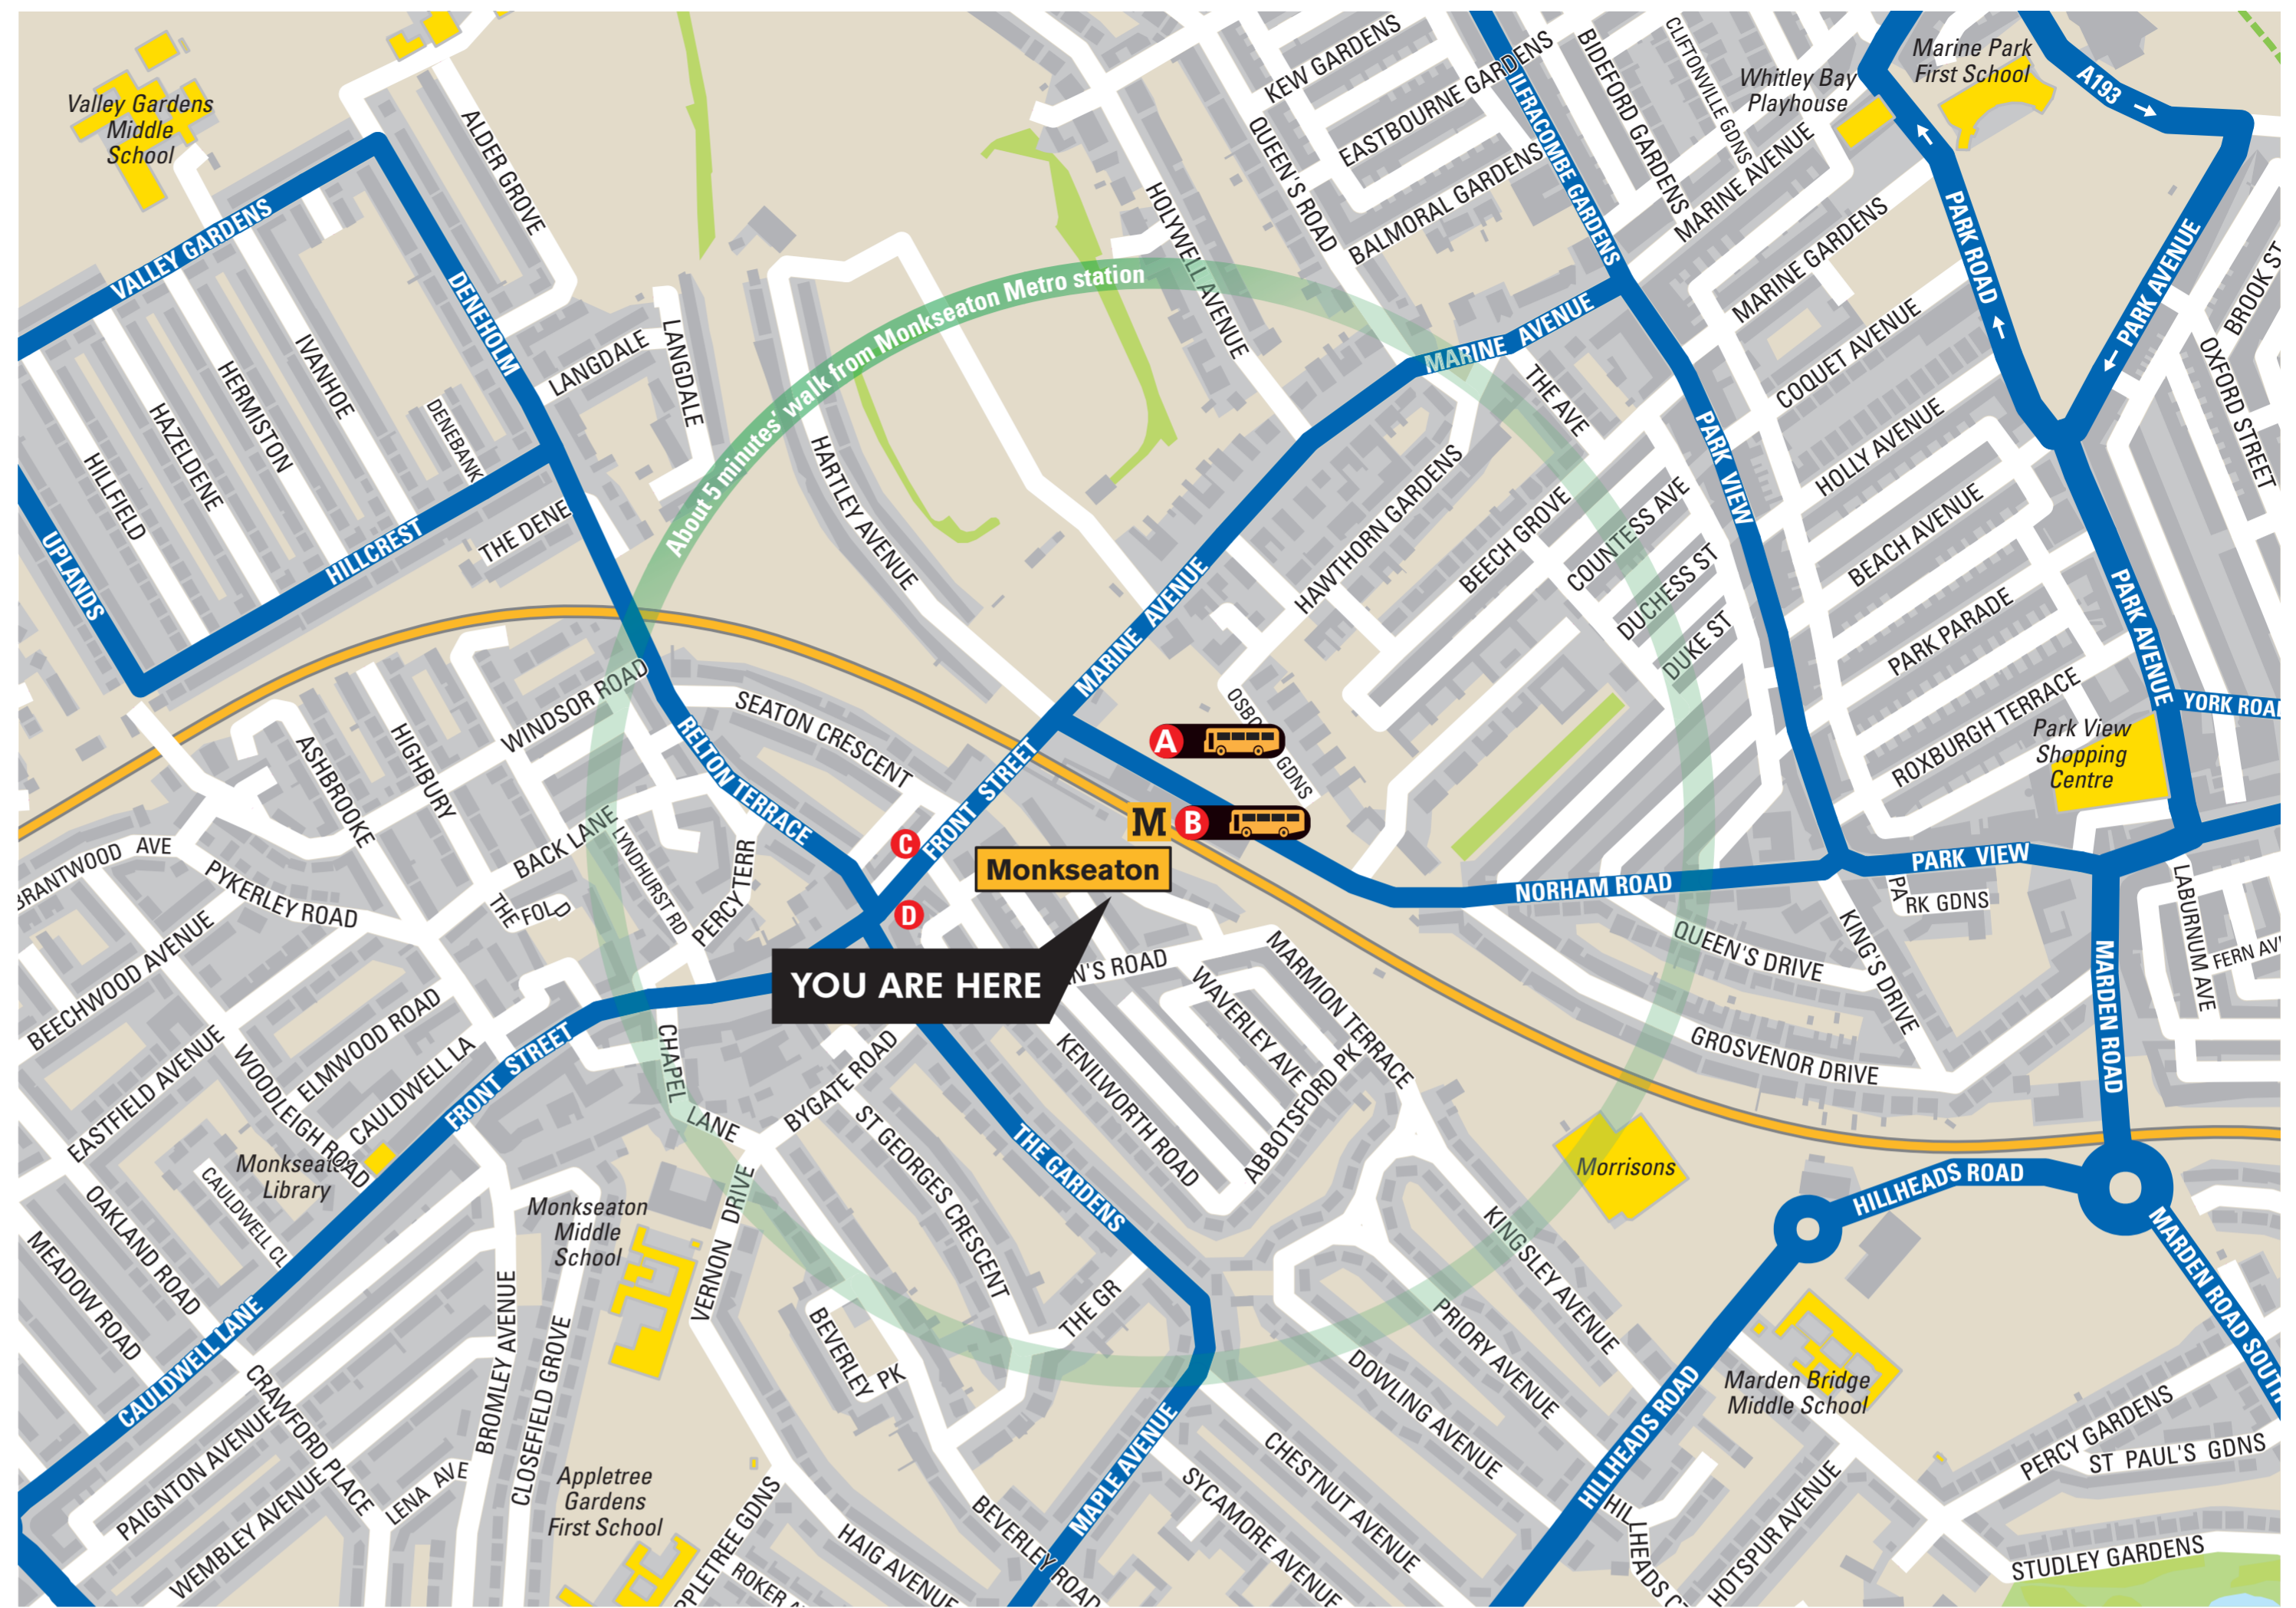 Valley Gardens
Middle
School
ALDER GROVE
KEW GARDENS
EASTBOURNE GARDENS
BALMORAL GARDENS
QUEEN'S ROAD
HOLYWELL AVENUE
ILFRACOMBE GARDENS
BIDEFORD GARDENS
CLIFTONVILLE GDNS
MARINE AVENUE
Whitley Bay
Playhouse
Marine Park
First School
A193
PARK ROAD
PARK AVENUE
BROOK ST
OXFORD STREET
VALLEY GARDENS
DENEHOLM
LANGDALE
LANGDALE
IVANHOE
HERMISTON
HAZELDENE
HILLFIELD
DENEBANK
THE DENE
HILLCREST
UPLANDS
About 5 minutes' walk from Monkseaton Metro station
HARTLEY AVENUE
MARINE AVENUE
MARINE AVENUE
THE AVE
MARINE GARDENS
COQUET AVENUE
HOLLY AVENUE
BEACH AVENUE
PARK PARADE
ROXBURGH TERRACE
PARK VIEW
HAWTHORN GARDENS
BEECH GROVE
COUNTESS AVE
DUCHESS ST
DUKE ST
PARK AVENUE
YORK ROA
Park View
Shopping
Centre
WINDSOR ROAD
HIGHBURY
ASHBROOKE
SEATON CRESCENT
RELTON TERRACE
FRONT STREET
A
B
C
D
M
Monkseaton
YOU ARE HERE
GDNS
BACK LANE
LYNDHURST RD
PERCY TERR
THE FOLD
BRANTWOOD AVE
PYKERLEY ROAD
BEECHWOOD AVENUE
NORHAM ROAD
PARK VIEW
PARK GDNS
LABURNUM AVE
FERN AV
QUEEN'S DRIVE
KING'S DRIVE
GROSVENOR DRIVE
MARDEN ROAD
N'S ROAD
WAVERLEY AVE
MARMION TERRACE
ABBOTSFORD PK
KENILWORTH ROAD
EASTFIELD AVENUE
WOODLEIGH ROAD
ELMWOOD ROAD
CAULDWELL LA
FRONT STREET
CHAPEL LANE
BYGATE ROAD
ST GEORGES CRESCENT
THE GARDENS
Monkseaton
Library
CAULDWELL CL
OAKLAND ROAD
MEADOW ROAD
CAULDWELL LANE
Monkseaton
Middle
School
VERNON DRIVE
BROMLEY AVENUE
CLOSEFIELD GROVE
CRAWFORD PLACE
PAIGNTON AVENUE
WEMBLEY AVENUE
LENA AVE
BEVERLEY PK
THE GR
Morrisons
KINGSLEY AVENUE
PRIORY AVENUE
DOWLING AVENUE
CHESTNUT AVENUE
SYCAMORE AVENUE
MAPLE AVENUE
BEVERLEY ROAD
HAIG AVENUE
Appletree
Gardens
First School
PPLETREE GDNS
ROKER A
HILLHEADS ROAD
HILLHEADS ROAD
MARDEN ROAD SOUTH
Marden Bridge
Middle School
HILLHEADS CT
HOTSPUR AVENUE
PERCY GARDENS
ST PAUL'S GDNS
STUDLEY GARDENS